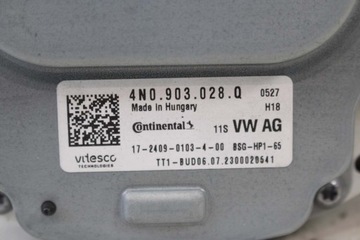 4N0.903.028.Q 0527
Made in Hungary H18
Continental 11S VW AG
17-2409-0103-4-00 BSG-HP1-65
vitesco
TECHNOLOGIES
TT1-BUD06.07.2300020541